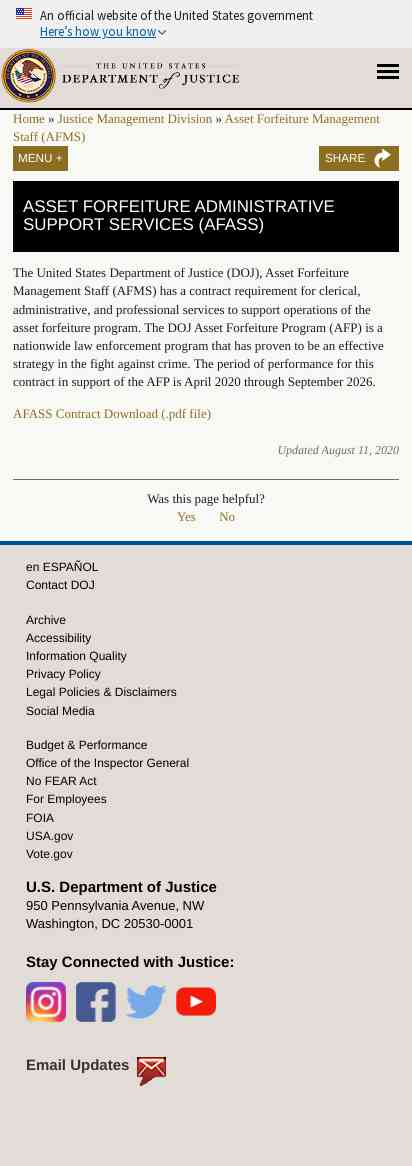 An official website of the United States government
Here's how you know
THE UNITED STATES
DEPARTMENT of JUSTICE
Home » Justice Management Division » Asset Forfeiture Management
Staff (AFMS)
MENU +
SHARE
ASSET FORFEITURE ADMINISTRATIVE
SUPPORT SERVICES (AFASS)
The United States Department of Justice (DOJ), Asset Forfeiture
Management Staff (AFMS) has a contract requirement for clerical,
administrative, and professional services to support operations of the
asset forfeiture program. The DOJ Asset Forfeiture Program (AFP) is a
nationwide law enforcement program that has proven to be an effective
strategy in the fight against crime. The period of performance for this
contract in support of the AFP is April 2020 through September 2026.
AFASS Contract Download (.pdf file)
Updated August 11, 2020
Was this page helpful?
Yes No
en ESPAÑOL
Contact DOJ
Archive
Accessibility
Information Quality
Privacy Policy
Legal Policies & Disclaimers
Social Media
Budget & Performance
Office of the Inspector General
No FEAR Act
For Employees
FOIA
USA.gov
Vote.gov
U.S. Department of Justice
950 Pennsylvania Avenue, NW
Washington, DC 20530-0001
Stay Connected with Justice:
Email Updates